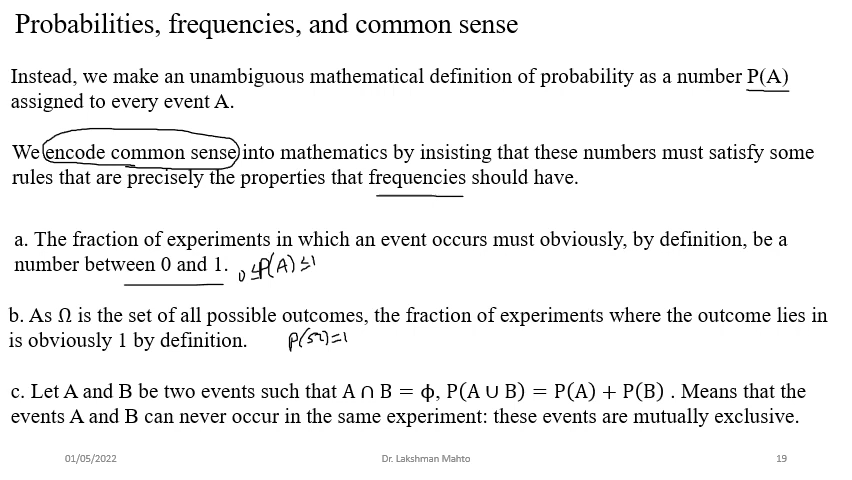 Probabilities, frequencies, and common sense
Instead, we make an unambiguous mathematical definition of probability as a number P(A)
assigned to every event A.
We encode common sense into mathematics by insisting that these numbers must satisfy some
rules that are precisely the properties that frequencies should have.
a. The fraction of experiments in which an event occurs must obviously, by definition, be a
number between 0 and 1. 0 ≤ P(A) ≤ 1
b. As Ω is the set of all possible outcomes, the fraction of experiments where the outcome lies in
is obviously 1 by definition. P(Ω)=1
c. Let A and B be two events such that A ∩ B = ϕ, P(A ∪ B) = P(A) + P(B) . Means that the
events A and B can never occur in the same experiment: these events are mutually exclusive.
01/05/2022 Dr. Lakshman Mahto 19